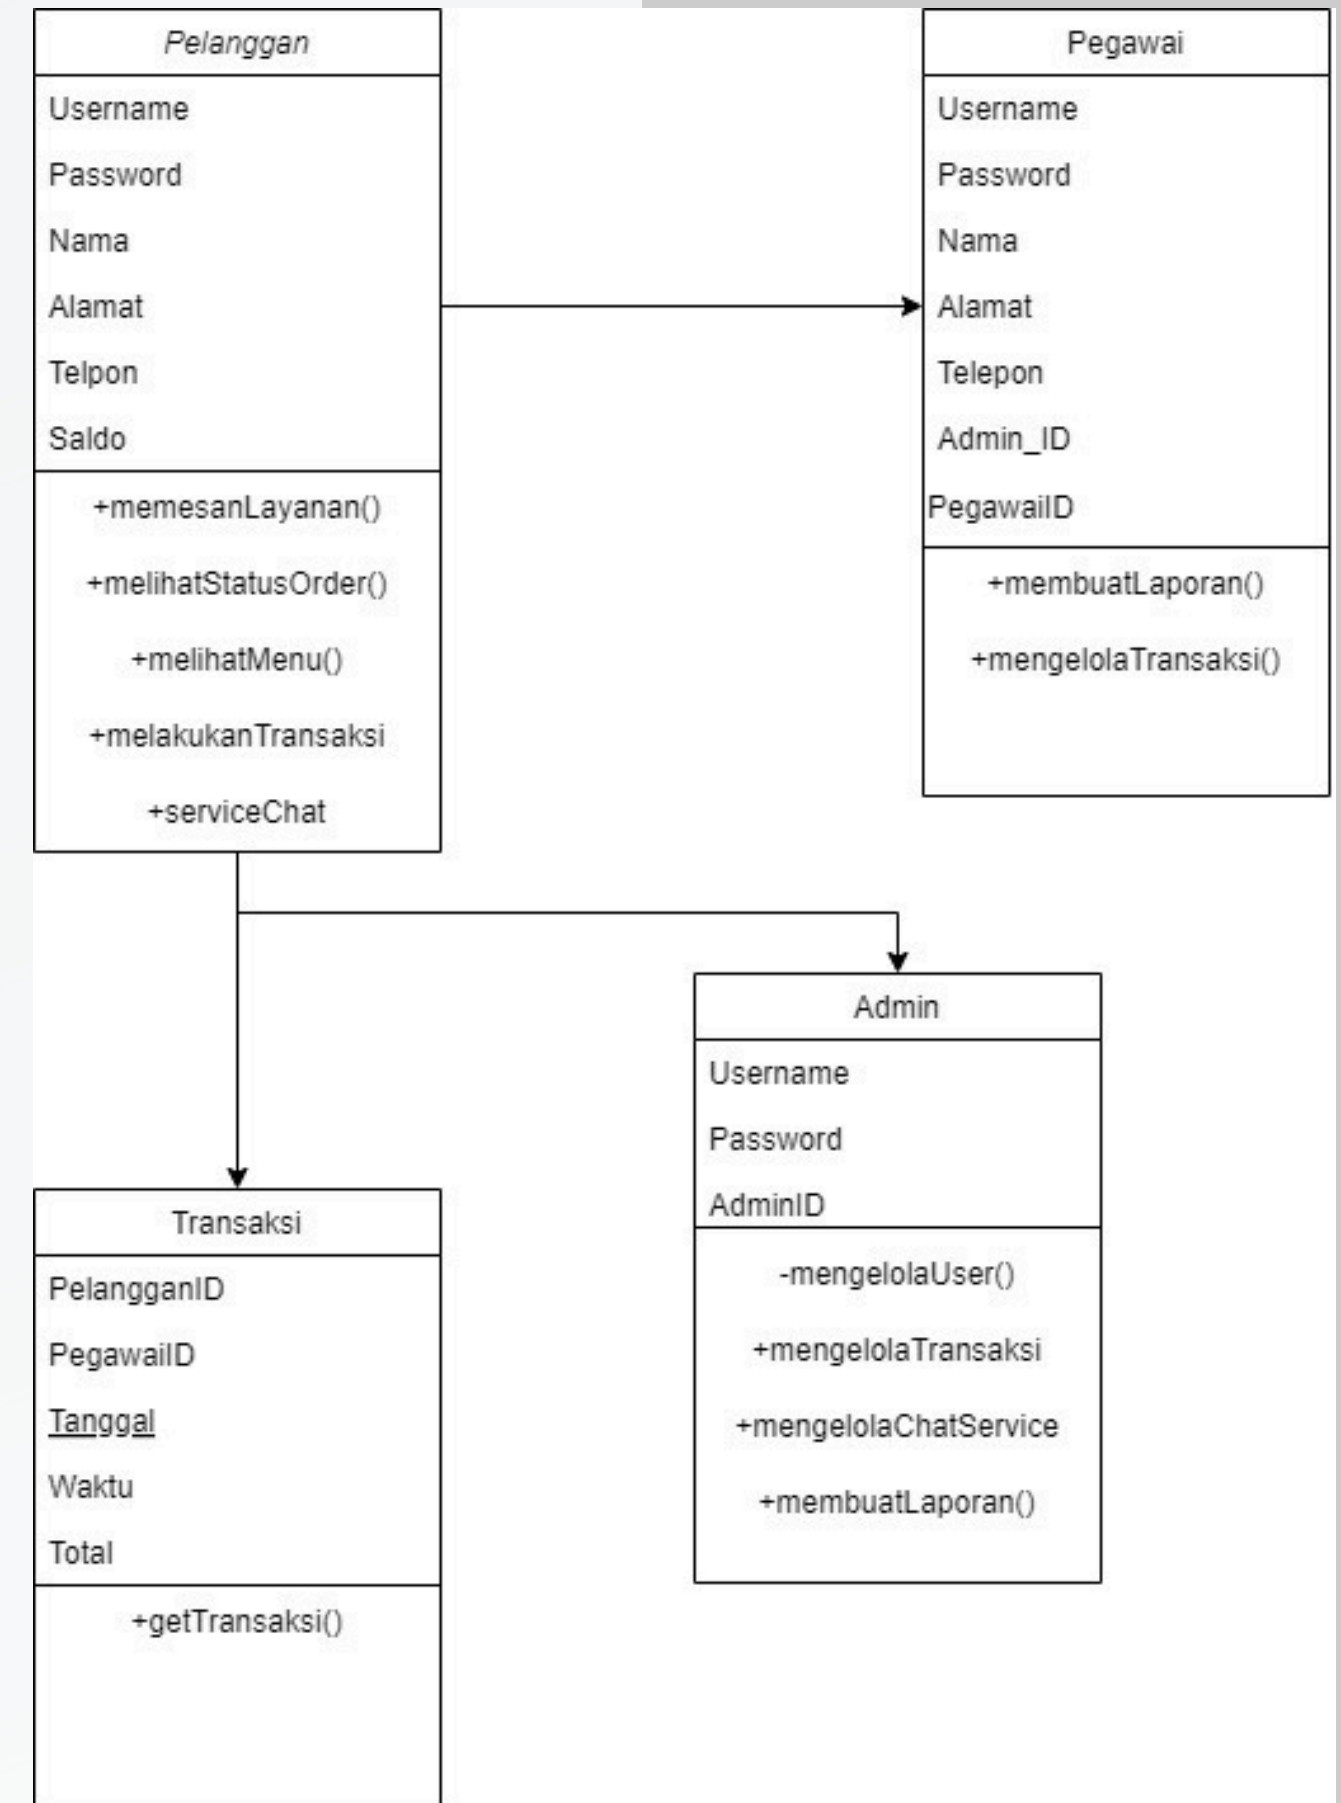 Pelanggan
Username
Password
Nama
Alamat
Telpon
Saldo
+memesanLayanan()
+melihatStatusOrder()
+melihatMenu()
+melakukanTransaksi
+serviceChat
Pegawai
Username
Password
Nama
Alamat
Telepon
Admin_ID
PegawaiID
+membuatLaporan()
+mengelolaTransaksi()
Admin
Username
Password
AdminID
-mengelolaUser()
+mengelolaTransaksi
+mengelolaChatService
+membuatLaporan()
Transaksi
PelangganID
PegawaiID
Tanggal
Waktu
Total
+getTransaksi()